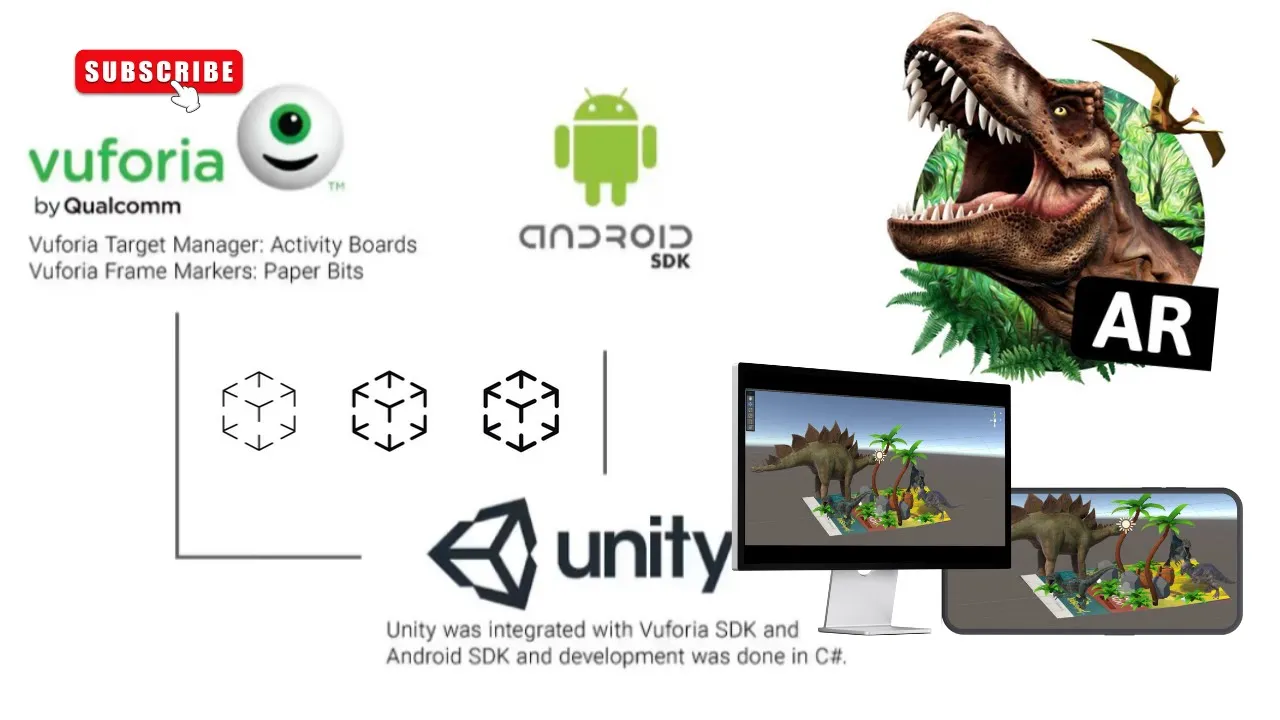 SUBSCRIBE
vuforia
TM
by Qualcomm
Vuforia Target Manager: Activity Boards
Vuforia Frame Markers: Paper Bits
ANDROID
SDK
AR
unity
Unity was integrated with Vuforia SDK and
Android SDK and development was done in C#.